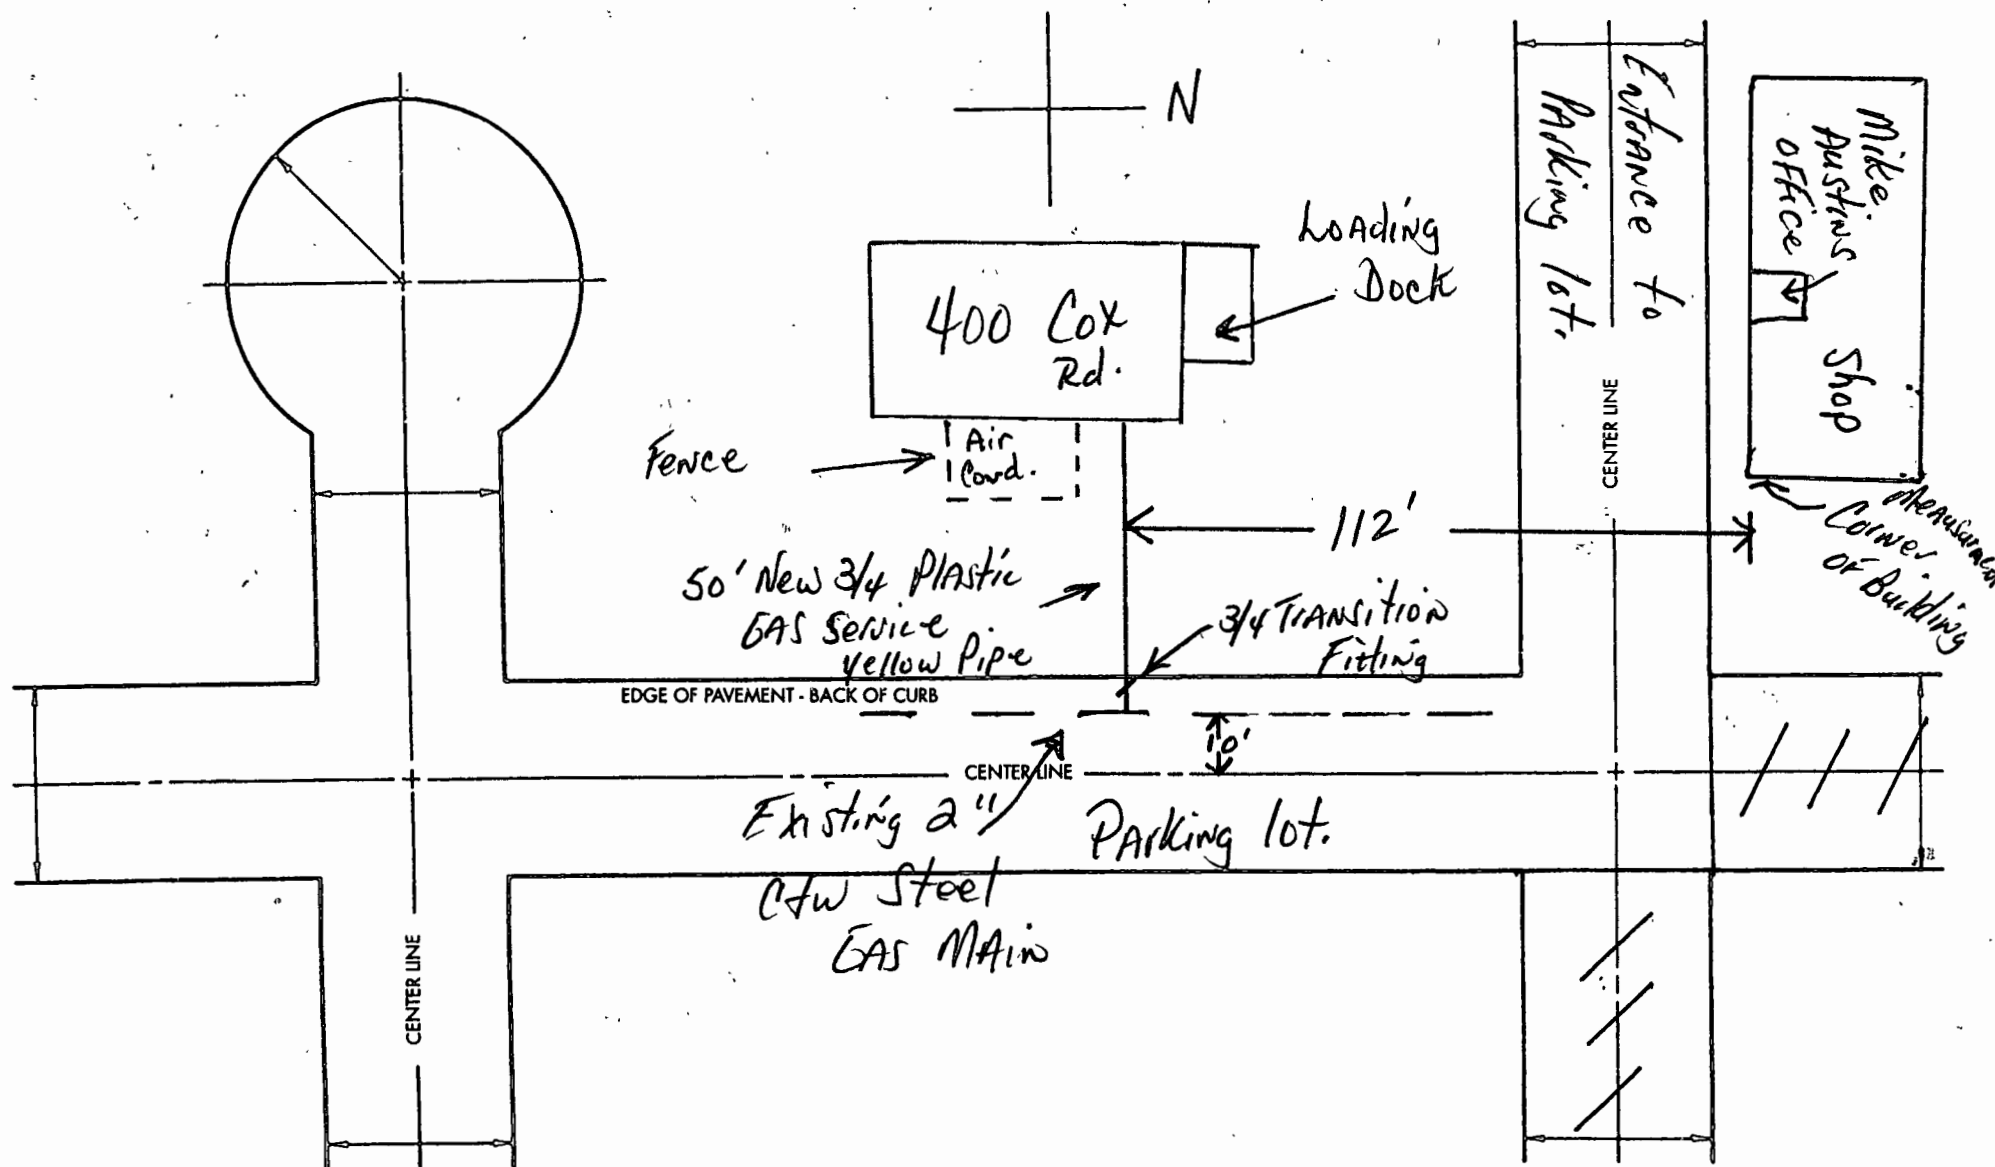 N
Entrance to
Parking lot.
Mike
Austins
office
Shop
Loading
Dock
400 Cox
Rd.
CENTER LINE
Fence
Air
Cond.
112'
Corner
of Building
50' New 3/4 Plastic
GAS Service
Yellow Pipe
3/4 Transition
Fitting
EDGE OF PAVEMENT - BACK OF CURB
10'
CENTER LINE
Existing 2"
C&W Steel
GAS MAin
Parking lot.
CENTER LINE